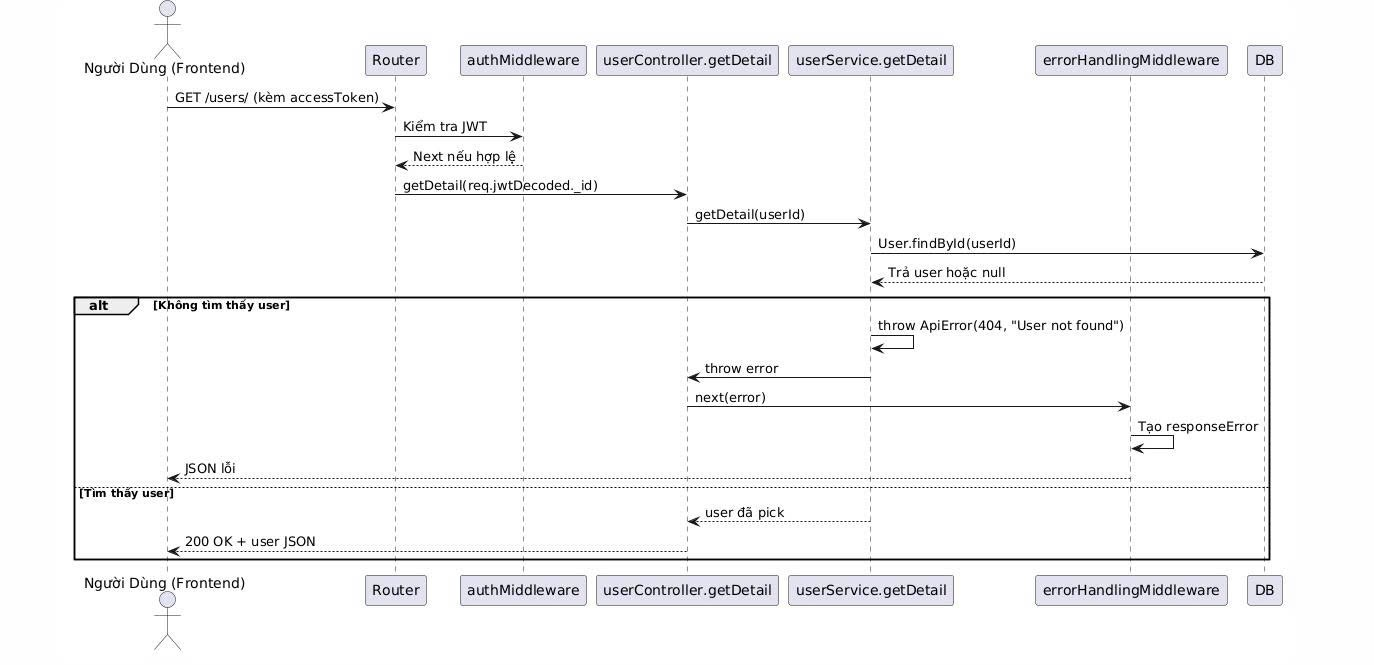 Người Dùng (Frontend)
Router
authMiddleware
userController.getDetail
userService.getDetail
errorHandlingMiddleware
DB
GET /users/ (kèm accessToken)
Kiểm tra JWT
Next nếu hợp lệ
getDetail(req.jwtDecoded._id)
getDetail(userId)
User.findById(userId)
Trả user hoặc null
alt [Không tìm thấy user]
throw ApiError(404, "User not found")
throw error
next(error)
Tạo responseError
JSON lỗi
[Tìm thấy user]
user đã pick
200 OK + user JSON
Người Dùng (Frontend)
Router
authMiddleware
userController.getDetail
userService.getDetail
errorHandlingMiddleware
DB